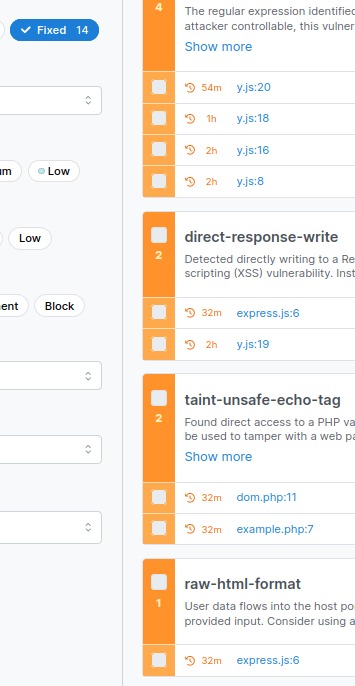 Fixed 14
um
Low
Low
ent
Block
4
The regular expression identified
attacker controllable, this vulner
Show more
54m y.js:20
1h y.js:18
2h y.js:16
2h y.js:8
direct-response-write
2
Detected directly writing to a Re
scripting (XSS) vulnerability. Inst
32m express.js:6
2h y.js:19
taint-unsafe-echo-tag
2
Found direct access to a PHP va
be used to tamper with a web pa
Show more
32m dom.php:11
32m example.php:7
raw-html-format
1
User data flows into the host po
provided input. Consider using a
32m express.js:6